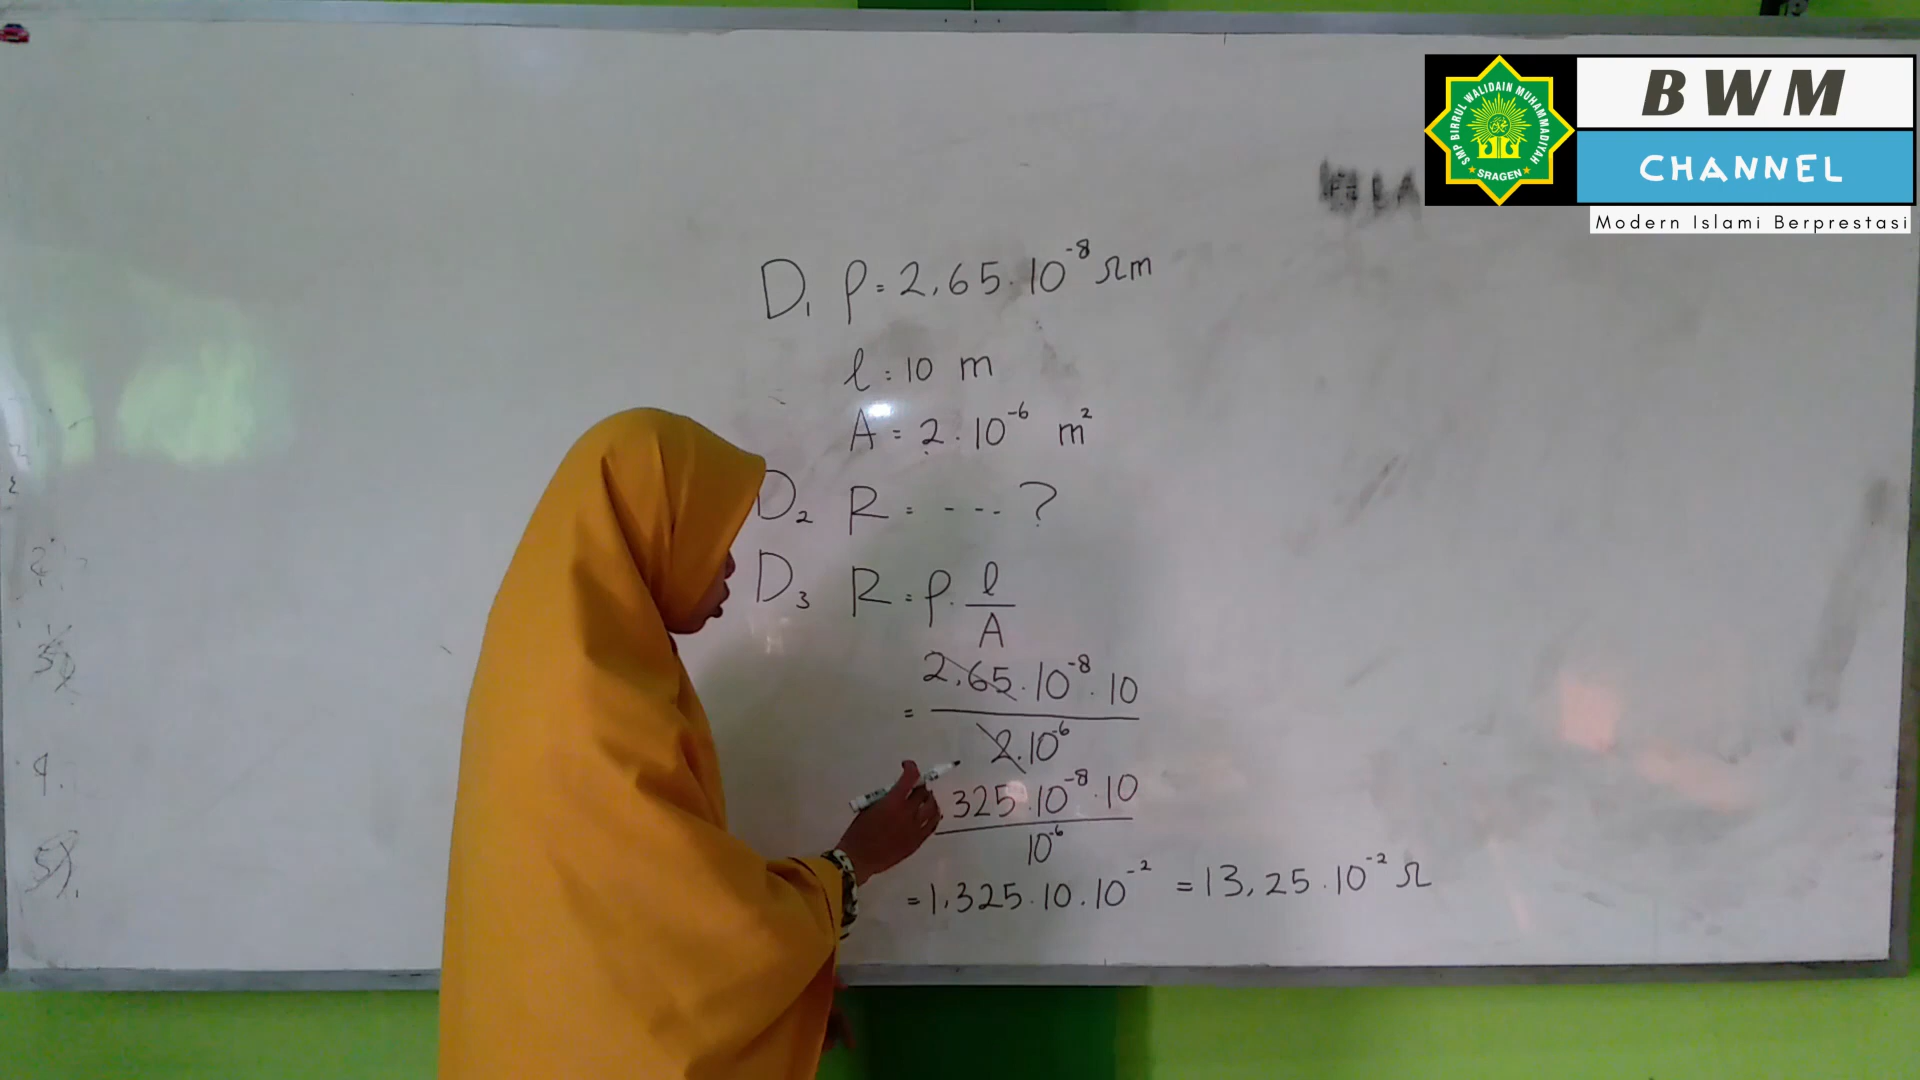 BWM
CHANNEL
Modern Islami Berprestasi
SMP BIRRUL WALIDAIN MUHAMMADIYAH
SRAGEN
D₁ ρ = 2,65 . 10⁻⁸ Ωm
l = 10 m
A = 2 . 10⁻⁶ m²
D₂ R = - - - - ?
D₃ R = ρ . l/A
= 2,65 . 10⁻⁸ . 10 / 2 . 10⁻⁶
325 . 10⁻⁸ . 10 / 10⁻⁶
= 1,325 . 10 . 10⁻² = 13,25 . 10⁻² Ω